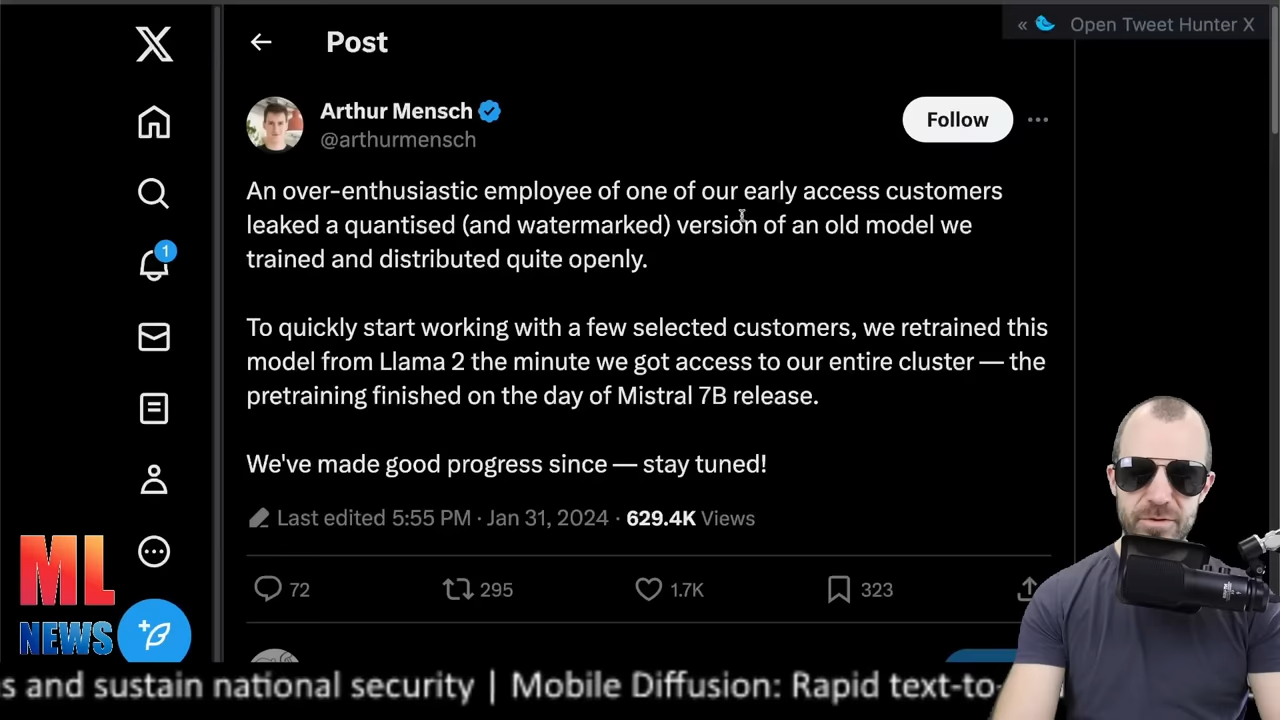 « Open Tweet Hunter X
Post
Arthur Mensch
@arthurmensch
Follow
An over-enthusiastic employee of one of our early access customers
leaked a quantised (and watermarked) version of an old model we
trained and distributed quite openly.
To quickly start working with a few selected customers, we retrained this
model from Llama 2 the minute we got access to our entire cluster — the
pretraining finished on the day of Mistral 7B release.
We've made good progress since — stay tuned!
Last edited 5:55 PM · Jan 31, 2024 · 629.4K Views
72 295 1.7K 323
1
ML
NEWS
s and sustain national security | Mobile Diffusion: Rapid text-to-